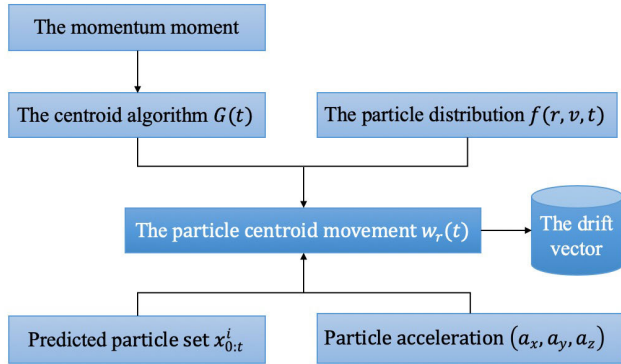 The momentum moment
The centroid algorithm G(t)
The particle distribution f(r, v, t)
The particle centroid movement w_r(t)
The drift
vector
Predicted particle set x^i_{0:t}
Particle acceleration (a_x, a_y, a_z)